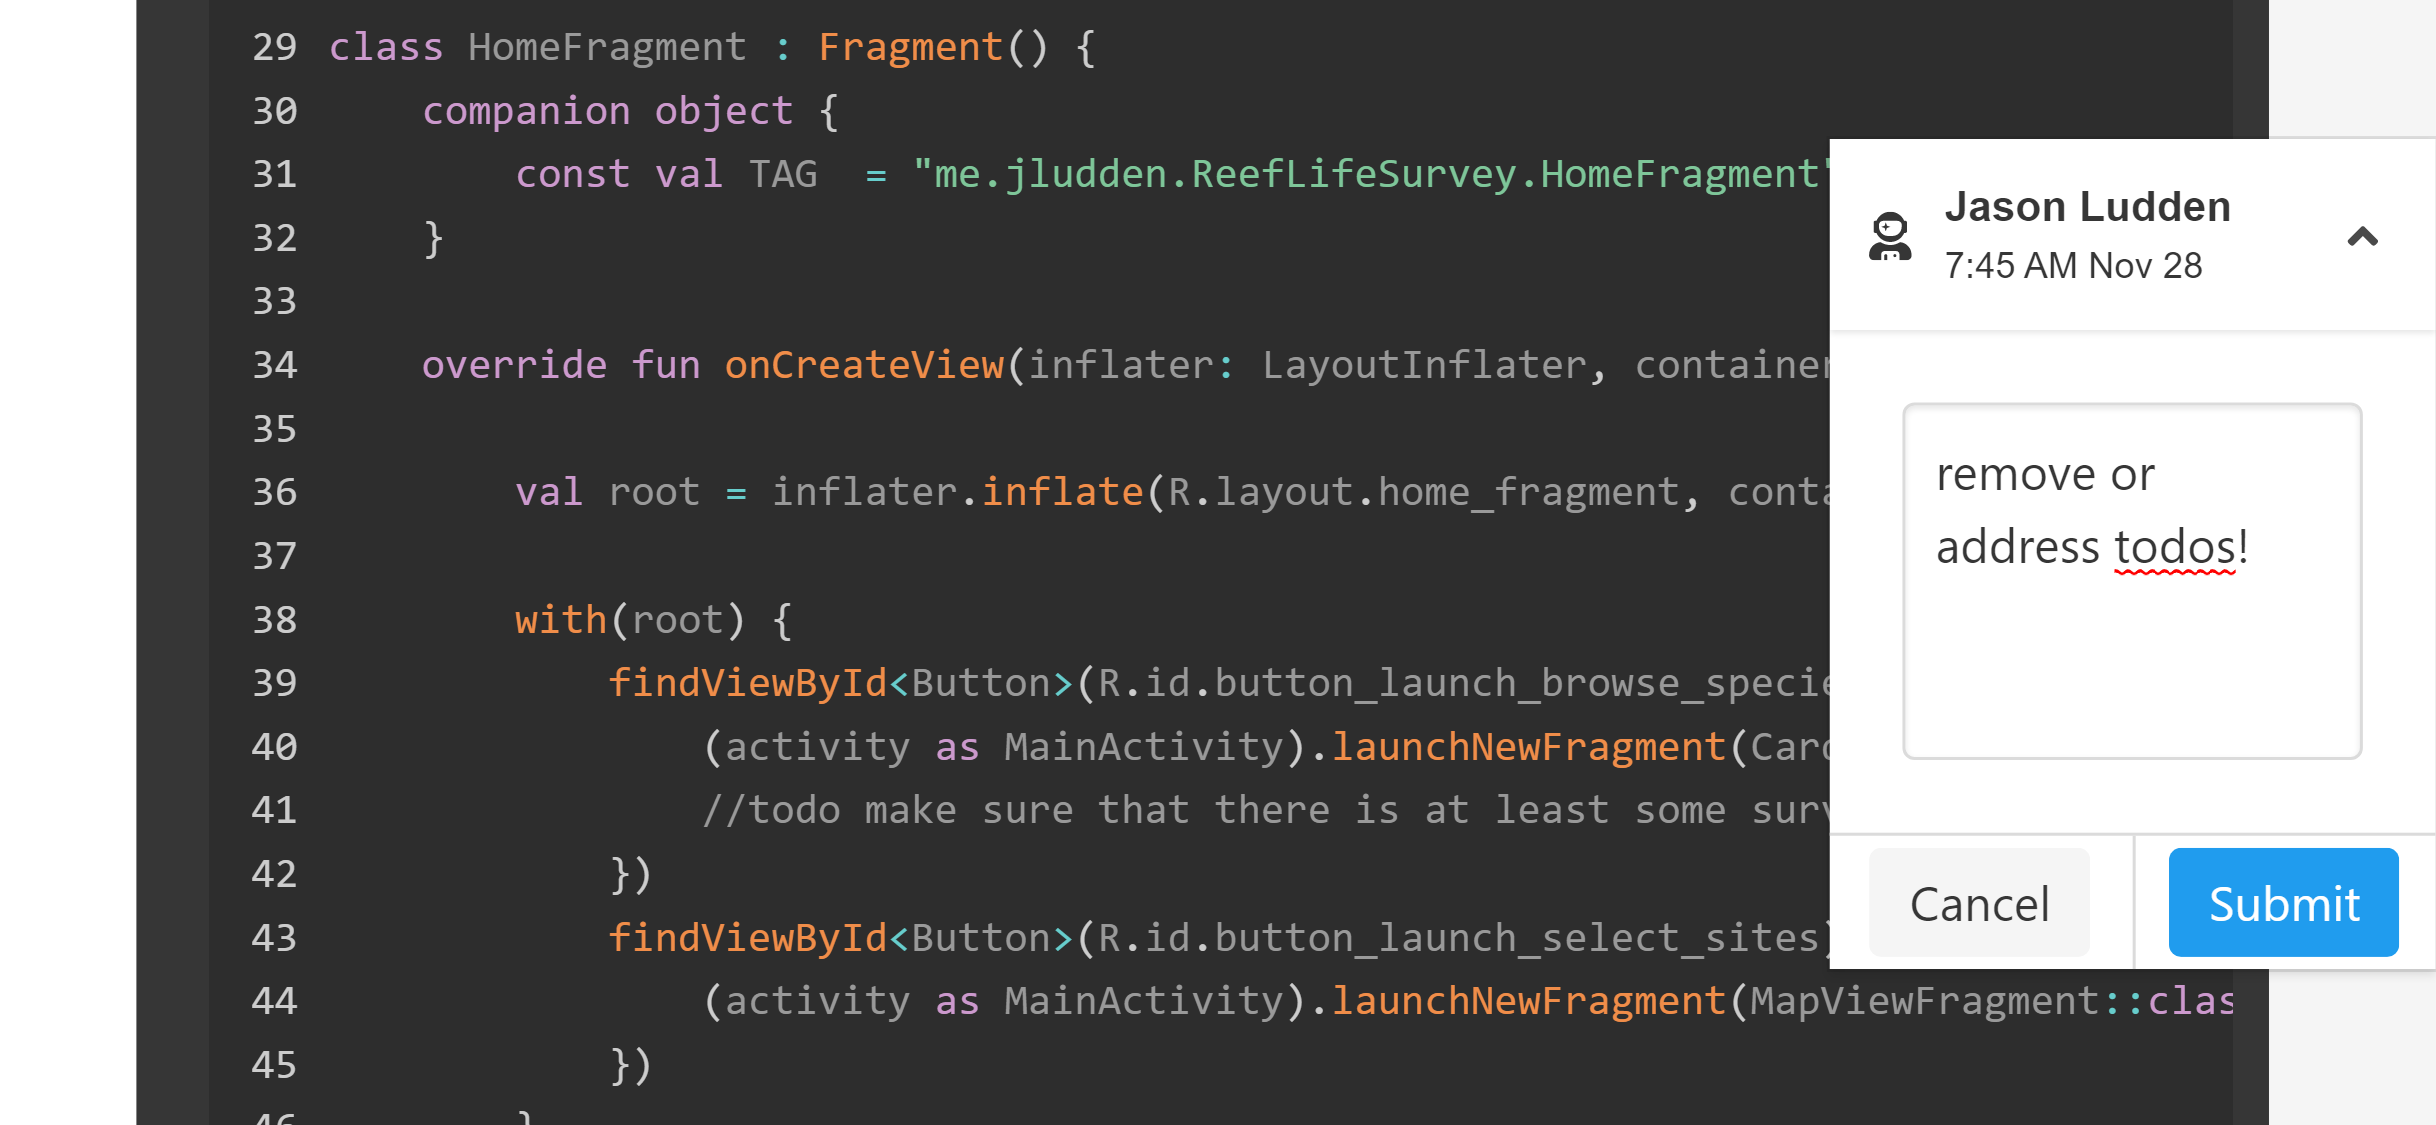 29 class HomeFragment : Fragment() {
30 companion object {
31 const val TAG = "me.jludden.ReefLifeSurvey.HomeFragment"
32 }
33
34 override fun onCreateView(inflater: LayoutInflater, container
35
36 val root = inflater.inflate(R.layout.home_fragment,
37
38 with(root) {
39 findViewById<Button>(R.id.button_launch_browse_specie
40 (activity as MainActivity).launchNewFragment(
41 //todo make sure that there is at least some
42 })
43 findViewById<Button>(R.id.button_launch_select_sites)
44 (activity as MainActivity).launchNewFragment(MapViewFragment::clas
45 })
46 }
Jason Ludden
7:45 AM Nov 28
remove or
address todos!
Cancel
Submit